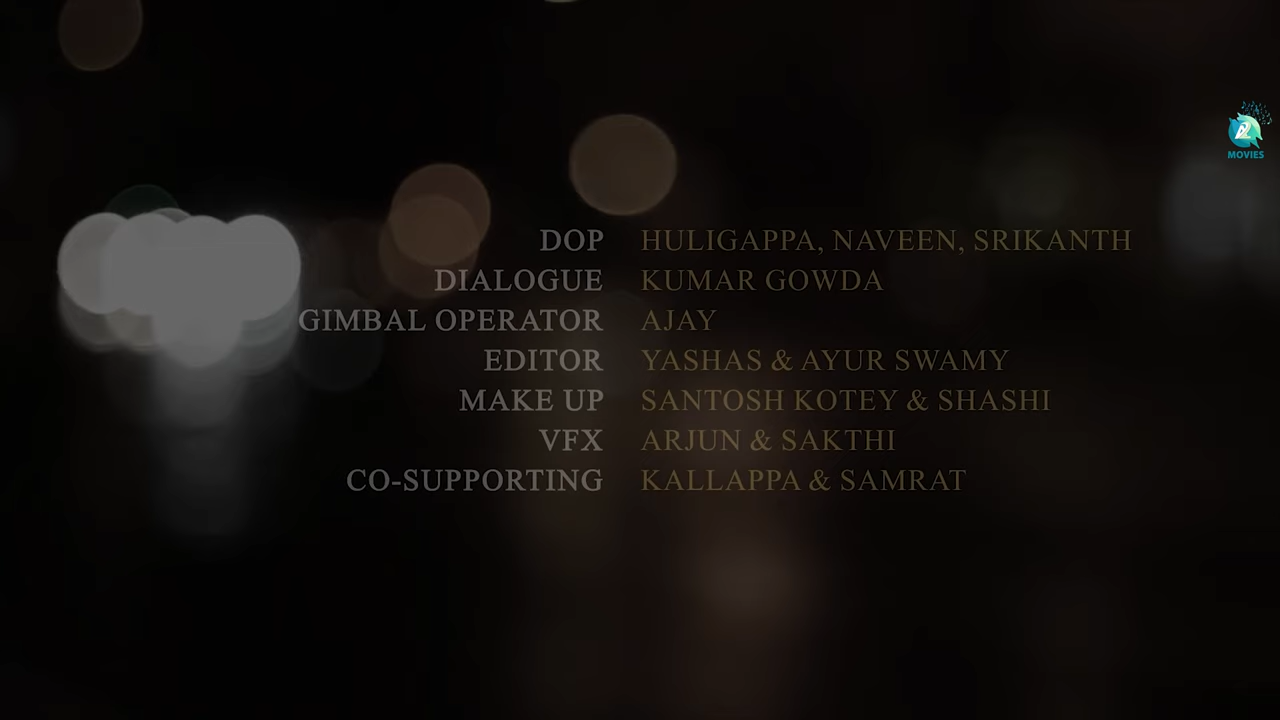 2
MOVIES
DOP HULIGAPPA, NAVEEN, SRIKANTH
DIALOGUE KUMAR GOWDA
GIMBAL OPERATOR AJAY
EDITOR YASHAS & AYUR SWAMY
MAKE UP SANTOSH KOTEY & SHASHI
VFX ARJUN & SAKTHI
CO-SUPPORTING KALLAPPA & SAMRAT